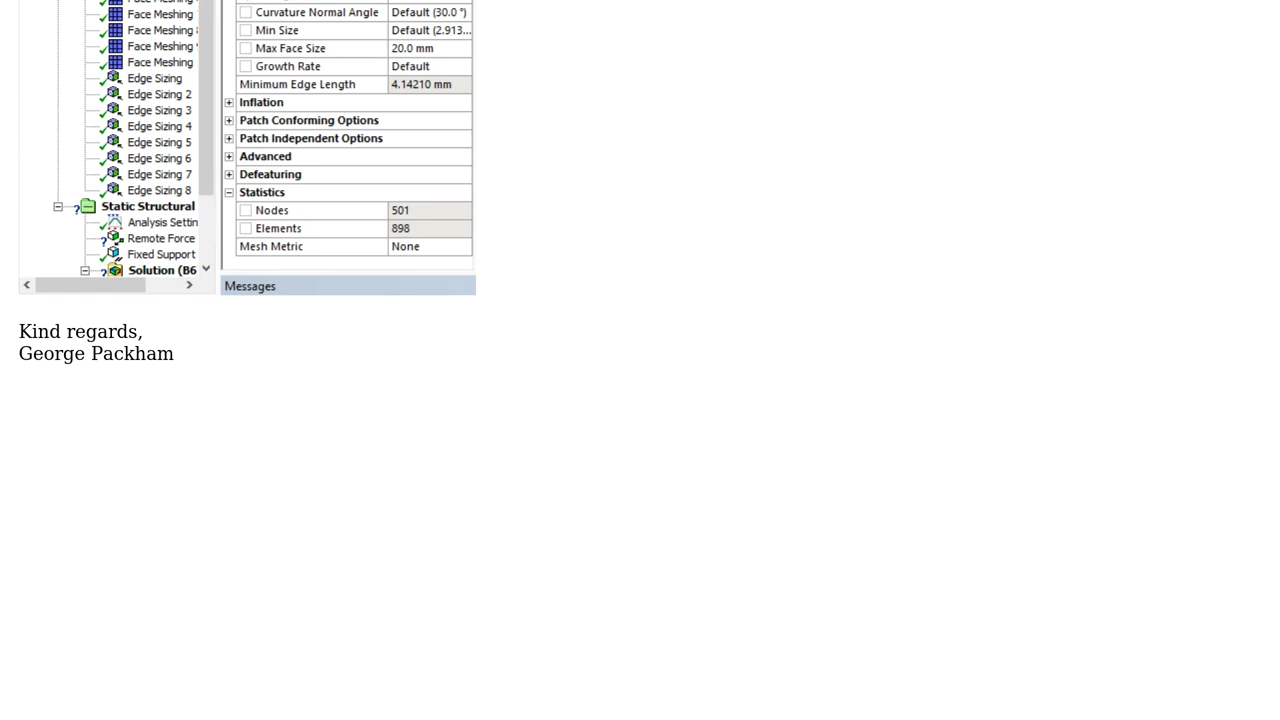 Face Meshing
Face Meshing
Face Meshing
Face Meshing
Edge Sizing
Edge Sizing 2
Edge Sizing 3
Edge Sizing 4
Edge Sizing 5
Edge Sizing 6
Edge Sizing 7
Edge Sizing 8
Static Structural
Analysis Settin
Remote Force
Fixed Support
Solution (B6
Curvature Normal Angle Default (30.0 °)
Min Size Default (2.913...
Max Face Size 20.0 mm
Growth Rate Default
Minimum Edge Length 4.14210 mm
Inflation
Patch Conforming Options
Patch Independent Options
Advanced
Defeaturing
Statistics
Nodes 501
Elements 898
Mesh Metric None
Messages
Kind regards,
George Packham